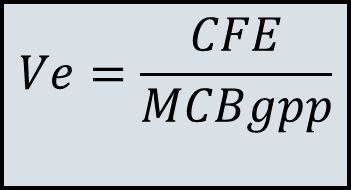 Ve = CFE / MCBgpp